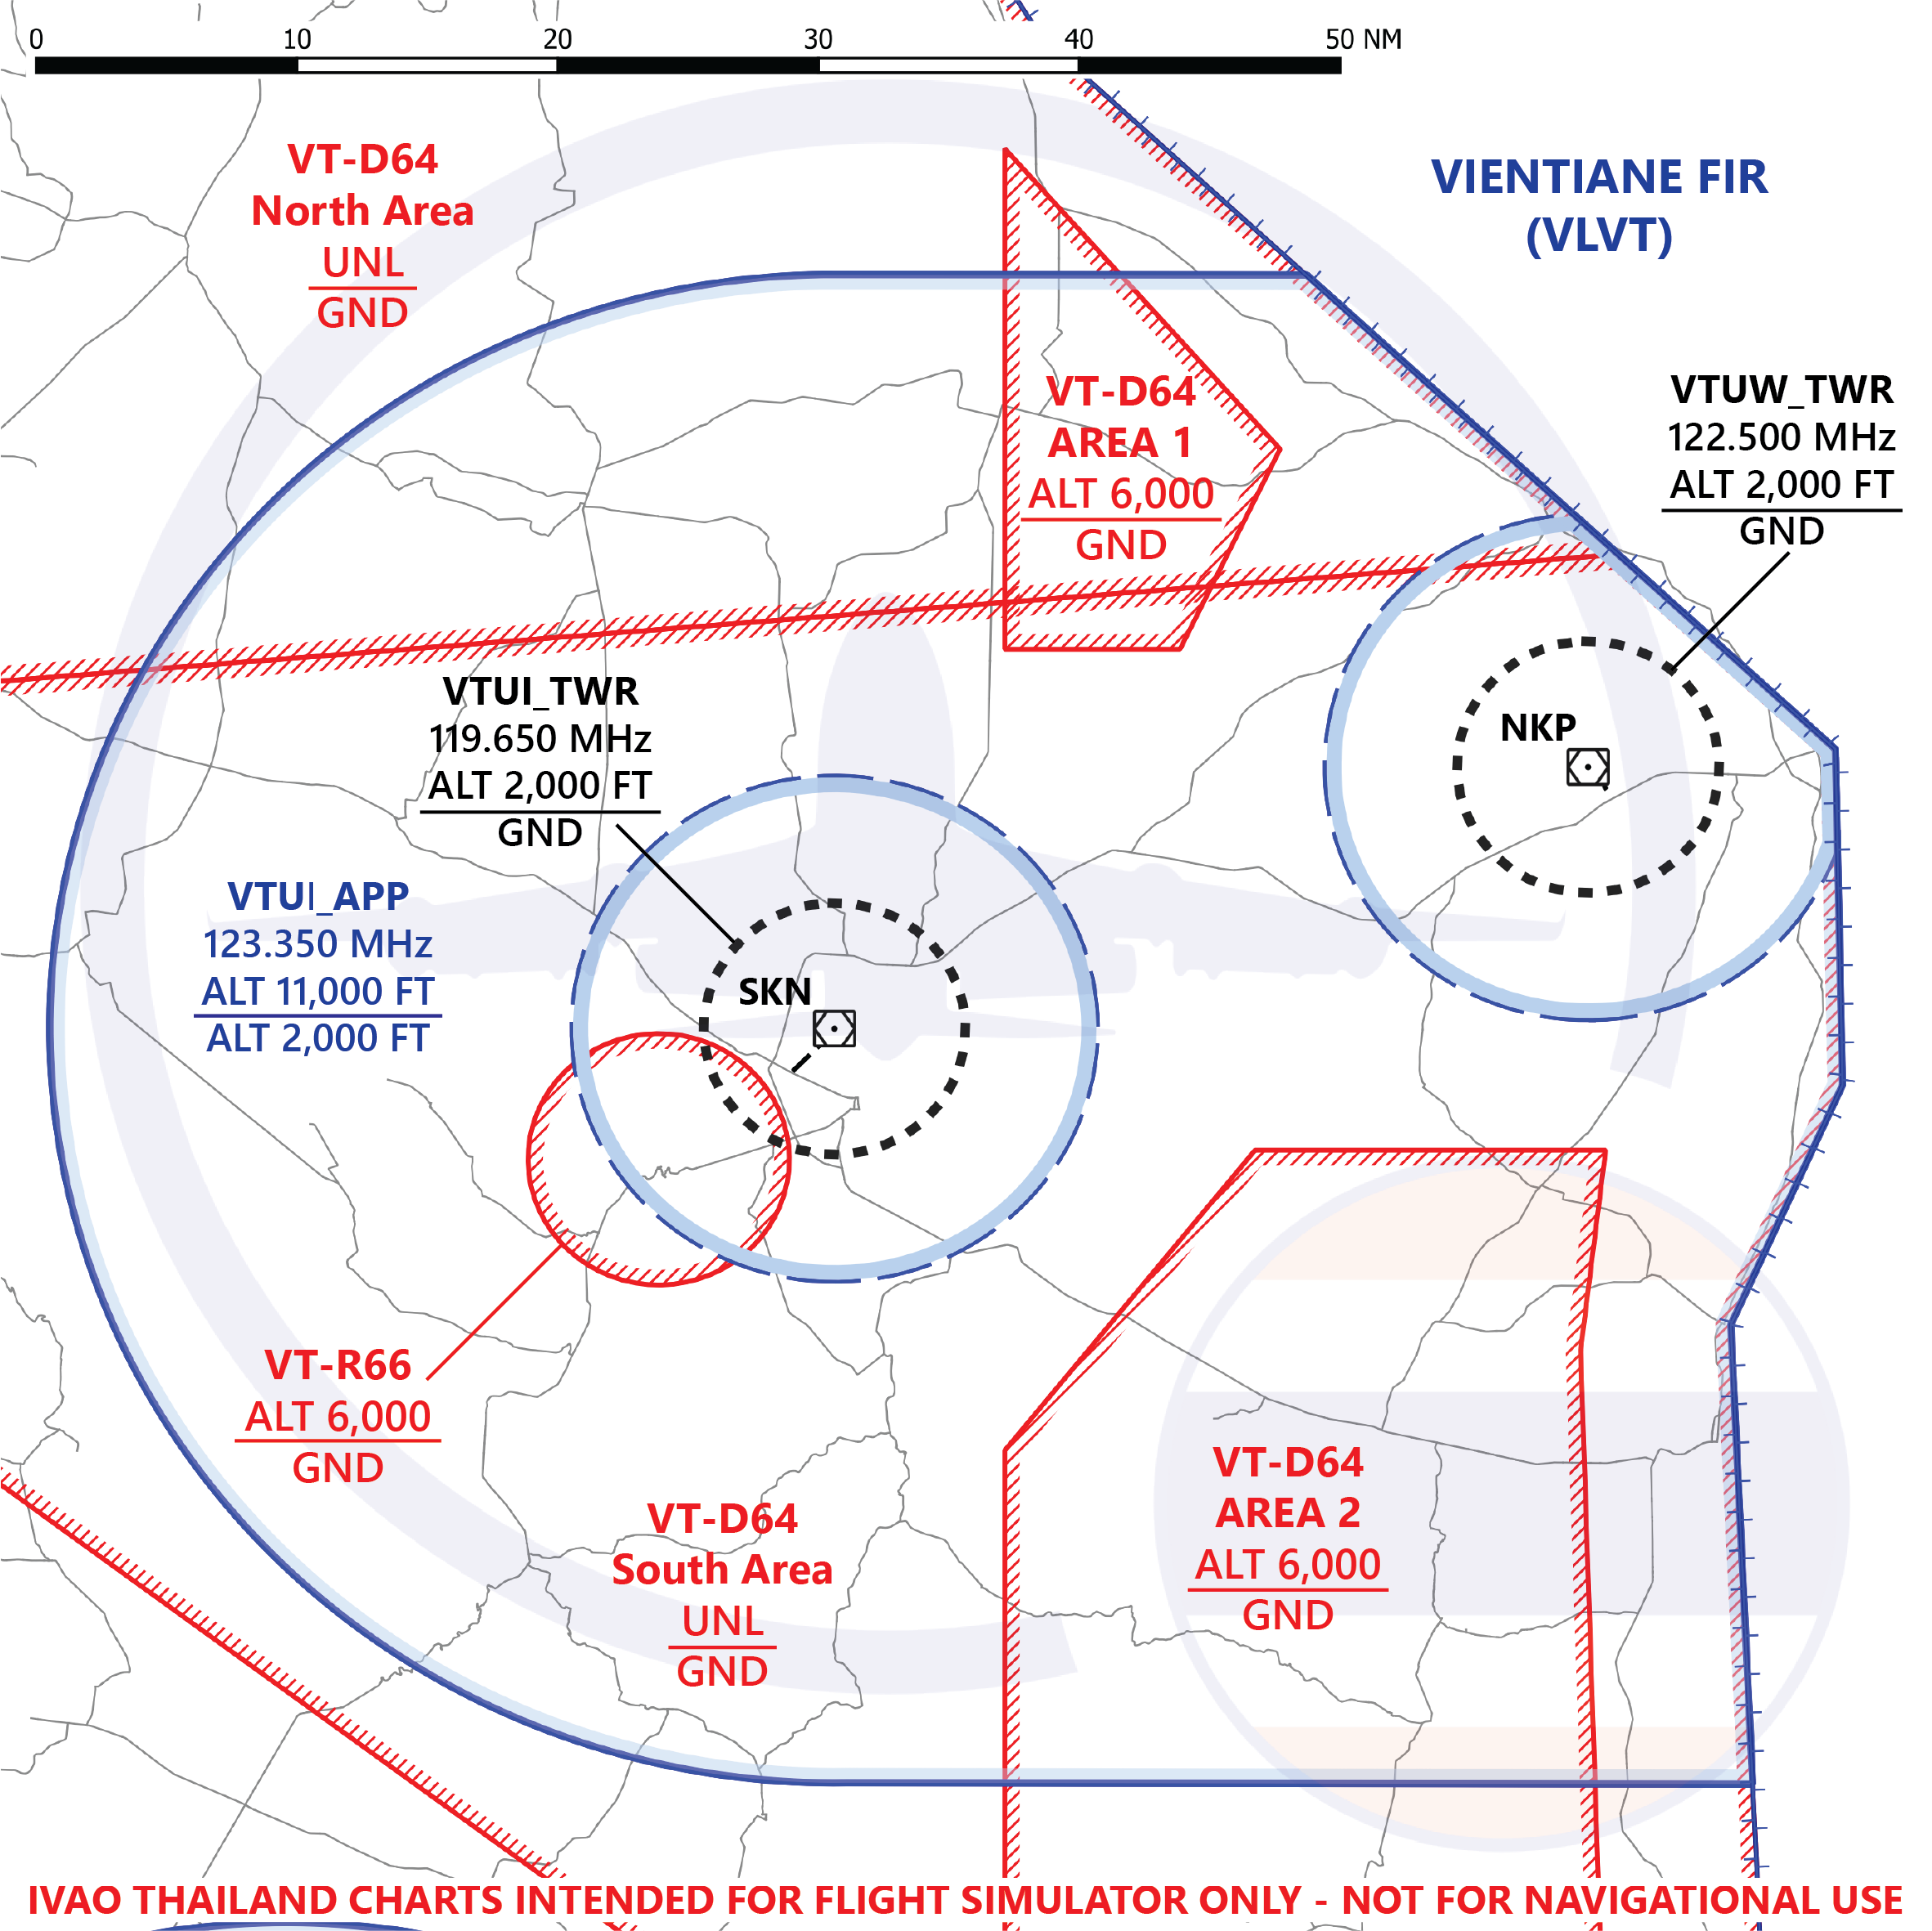 0 10 20 30 40 50 NM
VT-D64
North Area
UNL
GND
VIENTIANE FIR
(VLVT)
VT-D64
AREA 1
ALT 6,000
GND
VTUW_TWR
122.500 MHz
ALT 2,000 FT
GND
VTUI_TWR
119.650 MHz
ALT 2,000 FT
GND
NKP
VTUI_APP
123.350 MHz
ALT 11,000 FT
ALT 2,000 FT
SKN
VT-R66
ALT 6,000
GND
VT-D64
South Area
UNL
GND
VT-D64
AREA 2
ALT 6,000
GND
IVAO THAILAND CHARTS INTENDED FOR FLIGHT SIMULATOR ONLY - NOT FOR NAVIGATIONAL USE